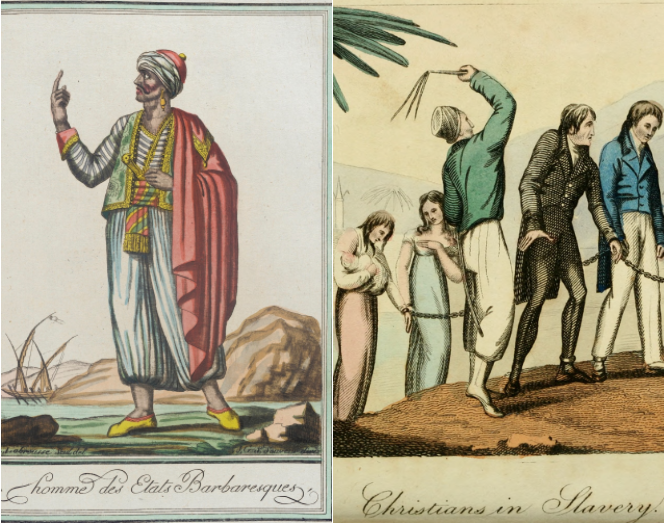 homme des Etats Barbaresques.
Christians in Slavery.